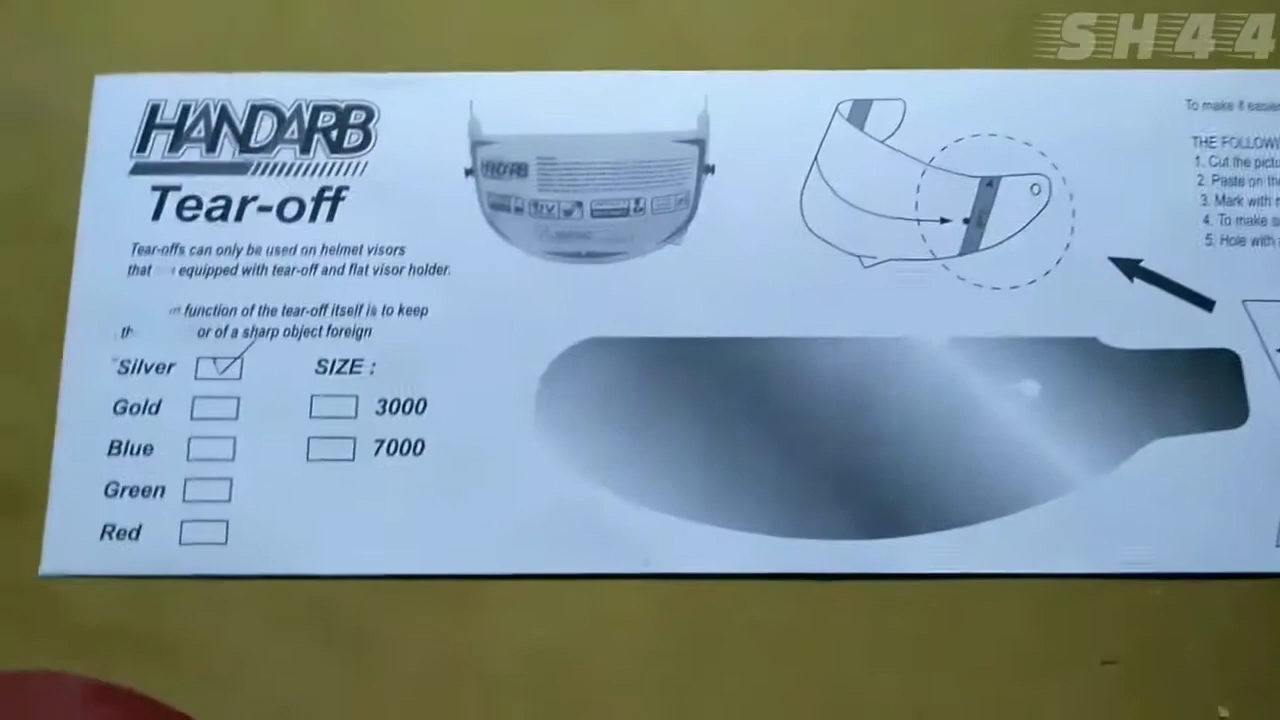 SH44
HANDARB
Tear-off
Tear-offs can only be used on helmet visors
that equipped with tear-off and flat visor holder.
function of the tear-off itself is to keep
or of a sharp object foreign
Silver
Gold
Blue
Green
Red
SIZE :
3000
7000
HANDARB
To make it easier
THE FOLLOWI
1. Cut the pictu
2. Paste on the
3. Mark with
4. To make
5. Hole with